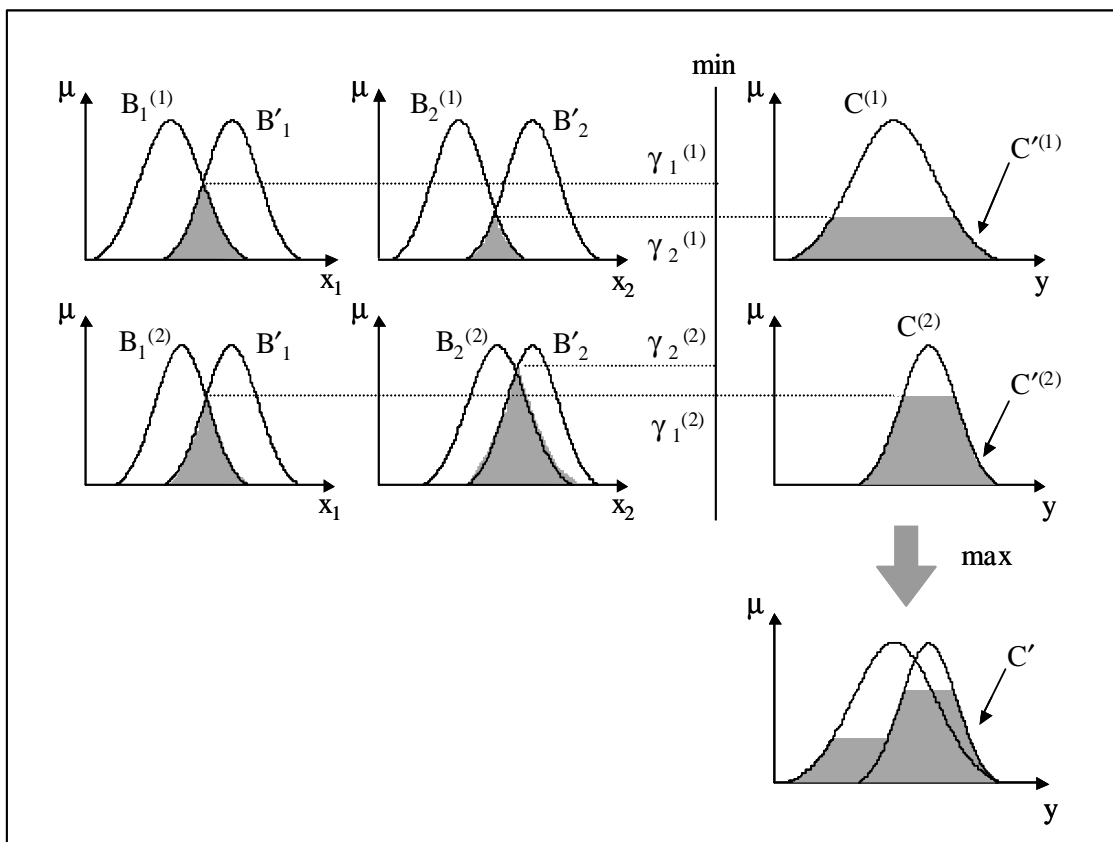 min
μ B₁⁽¹⁾ B′₁ μ B₂⁽¹⁾ B′₂ μ C⁽¹⁾
γ₁⁽¹⁾ C′⁽¹⁾
γ₂⁽¹⁾
x₁ x₂ y
μ B₁⁽²⁾ B′₁ μ B₂⁽²⁾ B′₂ γ₂⁽²⁾ μ C⁽²⁾
C′⁽²⁾
γ₁⁽²⁾
x₁ x₂ y
max
μ
C′
y